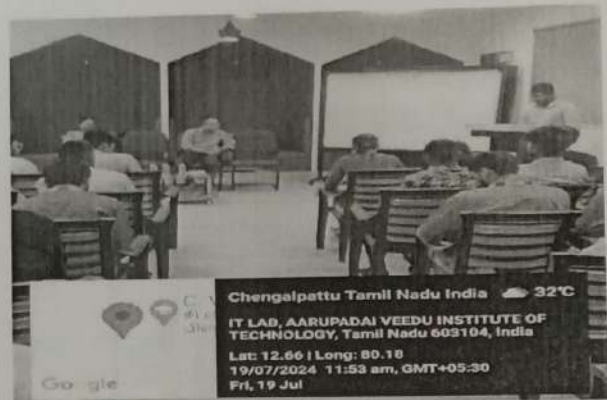 Chengalpattu Tamil Nadu India 32°C
IT LAB, AARUPADAI VEEDU INSTITUTE OF
TECHNOLOGY, Tamil Nadu 603104, India
Lat: 12.66 | Long: 80.18
19/07/2024 11:53 am, GMT+05:30
Fri, 19 Jul
Google